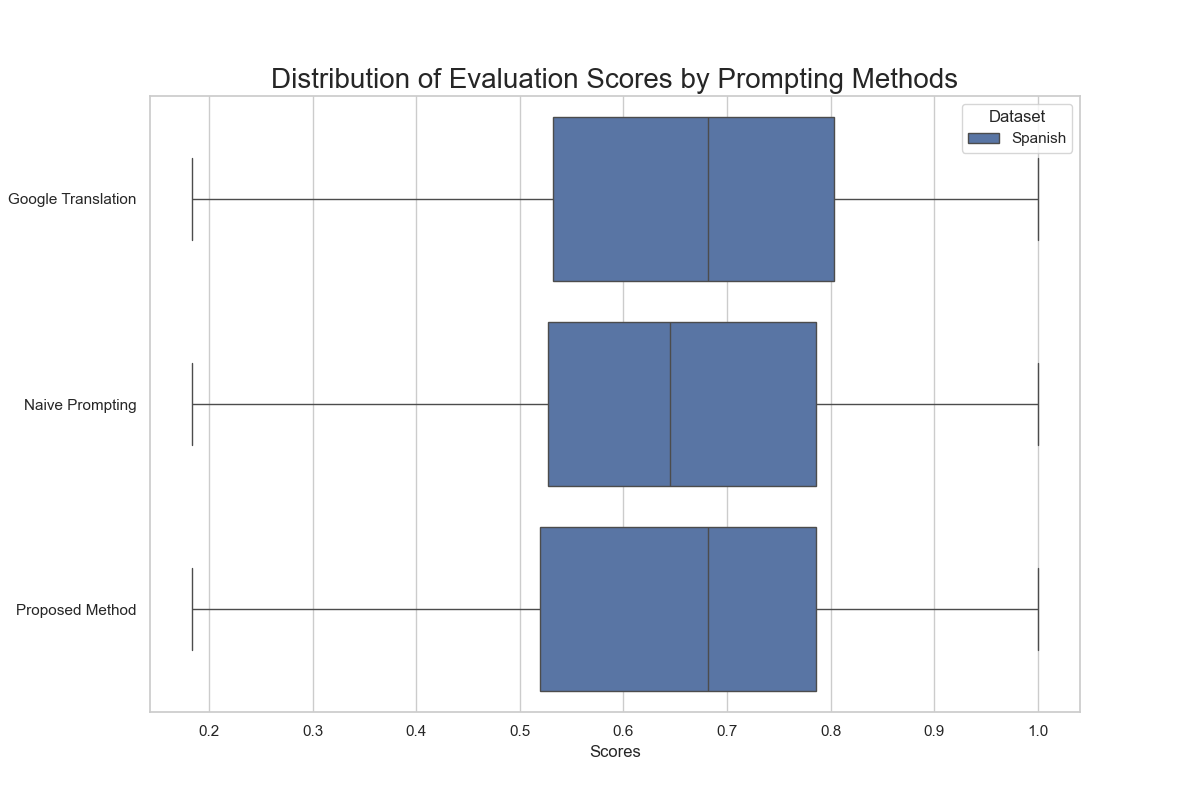 Distribution of Evaluation Scores by Prompting Methods
Dataset
Spanish
Google Translation
Naive Prompting
Proposed Method
0.2 0.3 0.4 0.5 0.6 0.7 0.8 0.9 1.0
Scores